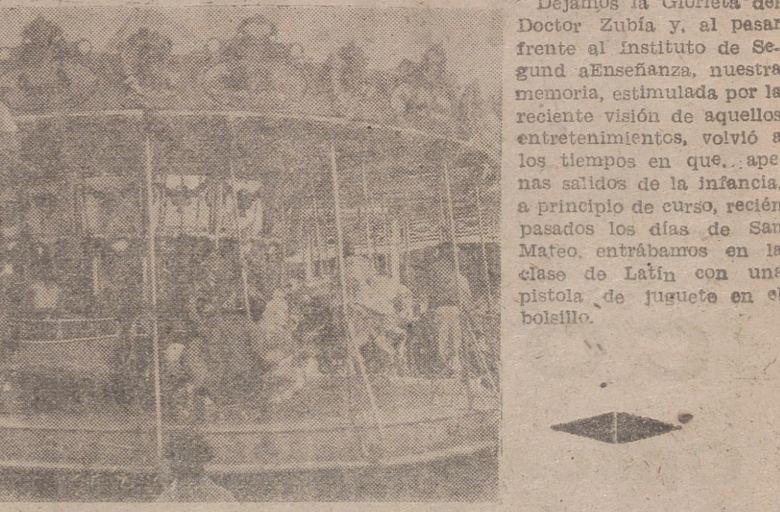 Dejamos la Glorieta del
Doctor Zubía y, al pasar
frente al Instituto de Se-
gund aEnseñanza, nuestra
memoria, estimulada por la
reciente visión de aquellos
entretenimientos, volvió a
los tiempos en que, ape
nas salidos de la infancia,
a principio de curso, recién
pasados los días de San
Mateo, entrábamos en la
clase de Latín con una
pistola de juguete en el
bolsillo.